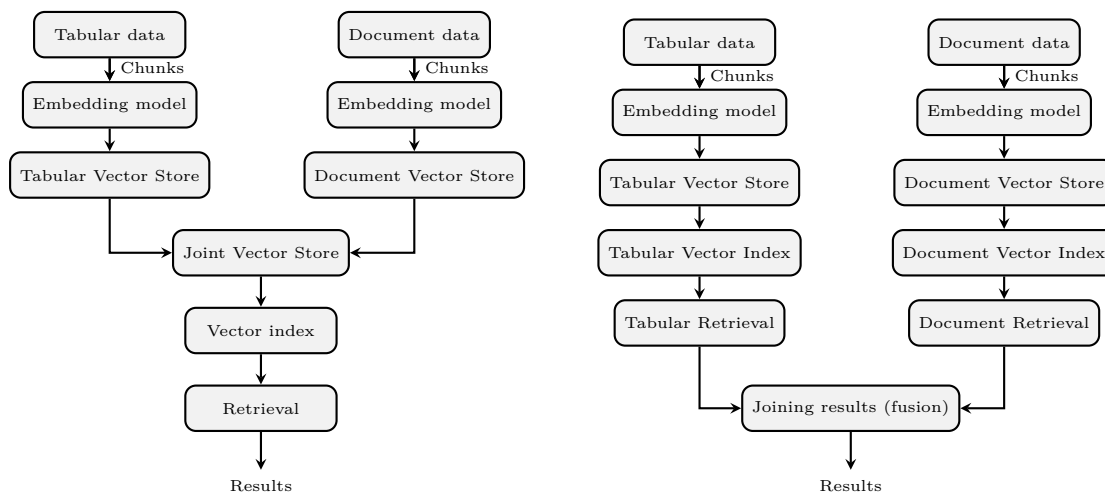 Tabular data
Document data
Chunks
Chunks
Embedding model
Embedding model
Tabular Vector Store
Document Vector Store
Joint Vector Store
Vector index
Retrieval
Results
Tabular data
Document data
Chunks
Chunks
Embedding model
Embedding model
Tabular Vector Store
Document Vector Store
Tabular Vector Index
Document Vector Index
Tabular Retrieval
Document Retrieval
Joining results (fusion)
Results